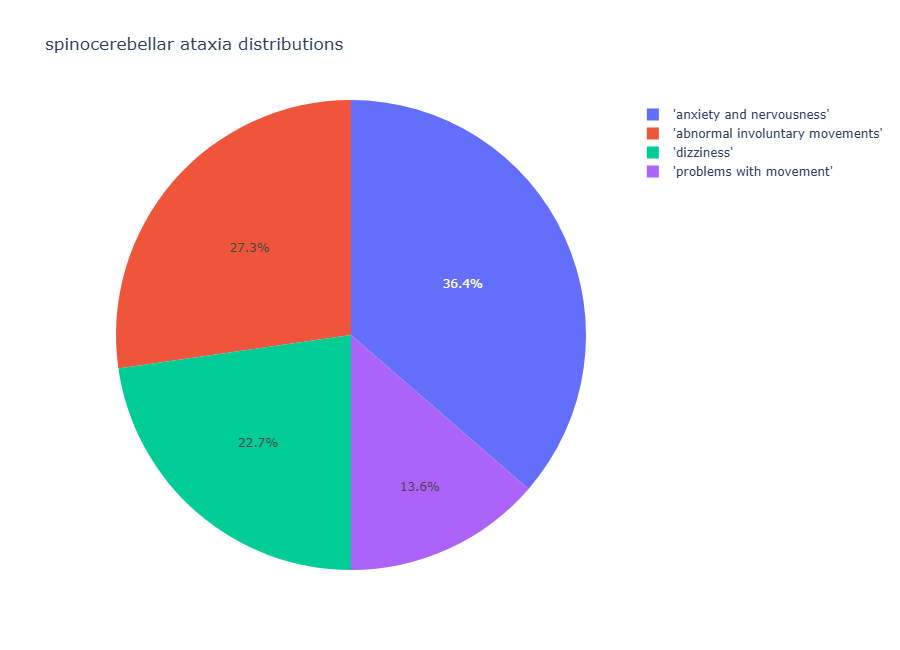 spinocerebellar ataxia distributions
'anxiety and nervousness'
'abnormal involuntary movements'
'dizziness'
'problems with movement'
27.3%
36.4%
22.7%
13.6%